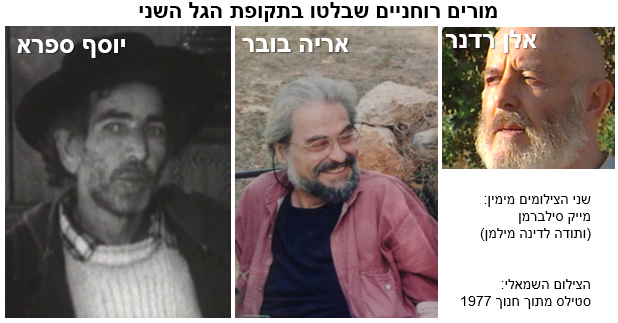 מורים רוחניים שבלטו בתקופת הגל השני
אלן רדנר
אריה בובר
יוסף ספרא
שני הצילומים מימין:
מייק סילברמן
(ותודה לדינה מילמן)
הצילום השמאלי:
סטילס מתוך חנוך 1977